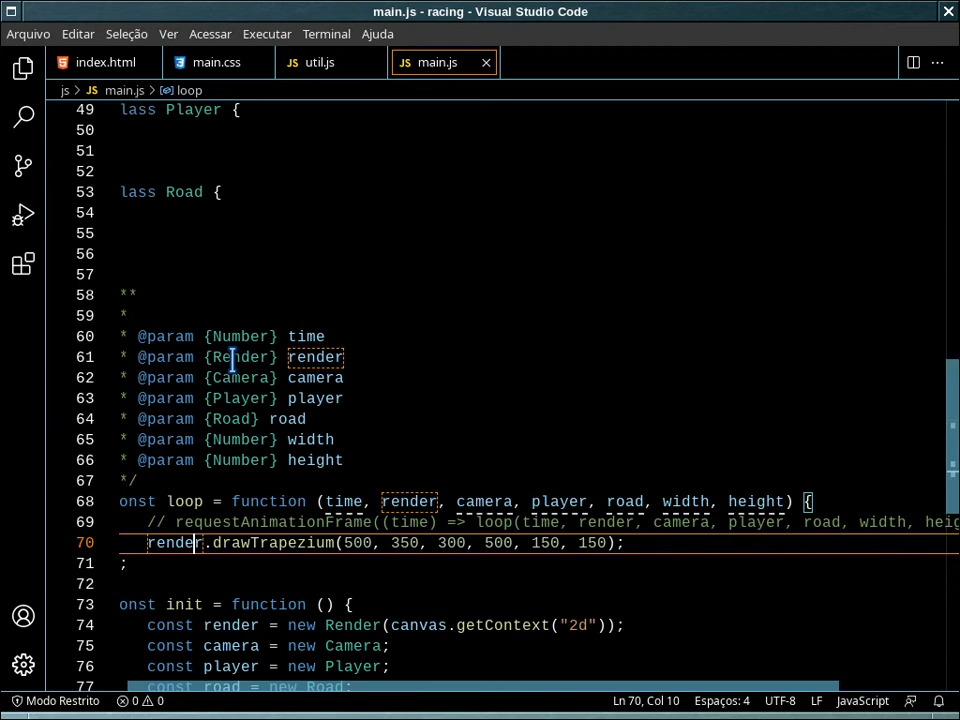 main.js - racing - Visual Studio Code
Arquivo Editar Seleção Ver Acessar Executar Terminal Ajuda
index.html main.css JS util.js JS main.js
js > JS main.js > loop
49 lass Player {
50
51
52
53 lass Road {
54
55
56
57
58 **
59 *
60 * @param {Number} time
61 * @param {Render} render
62 * @param {Camera} camera
63 * @param {Player} player
64 * @param {Road} road
65 * @param {Number} width
66 * @param {Number} height
67 */
68 onst loop = function (time, render, camera, player, road, width, height) {
69 // requestAnimationFrame((time) => loop(time, render, camera, player, road, width, heig
70 render.drawTrapezium(500, 350, 300, 500, 150, 150);
71 ;
72
73 onst init = function () {
74 const render = new Render(canvas.getContext("2d"));
75 const camera = new Camera;
76 const player = new Player;
77 const road = new Road;
Modo Restrito 0 0 Ln 70, Col 10 Espaços: 4 UTF-8 LF JavaScript